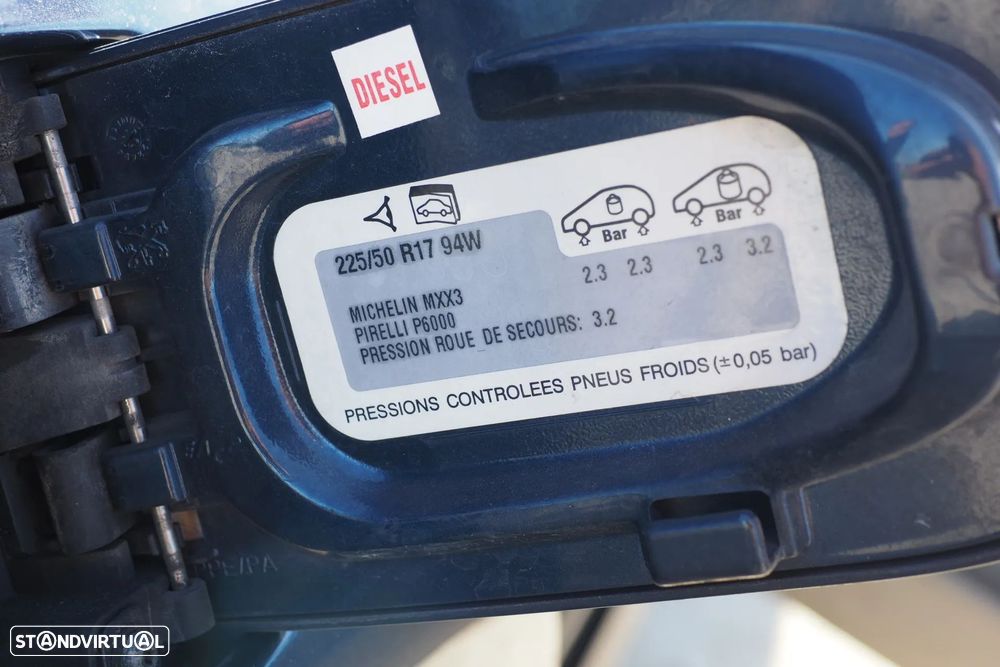 DIESEL
Bar
Bar
225/50 R17 94W
2.3 2.3 2.3 3.2
MICHELIN MXX3
PIRELLI P6000
PRESSION ROUE DE SECOURS: 3.2
PRESSIONS CONTROLEES PNEUS FROIDS (± 0,05 bar)
STANDVIRTUAL